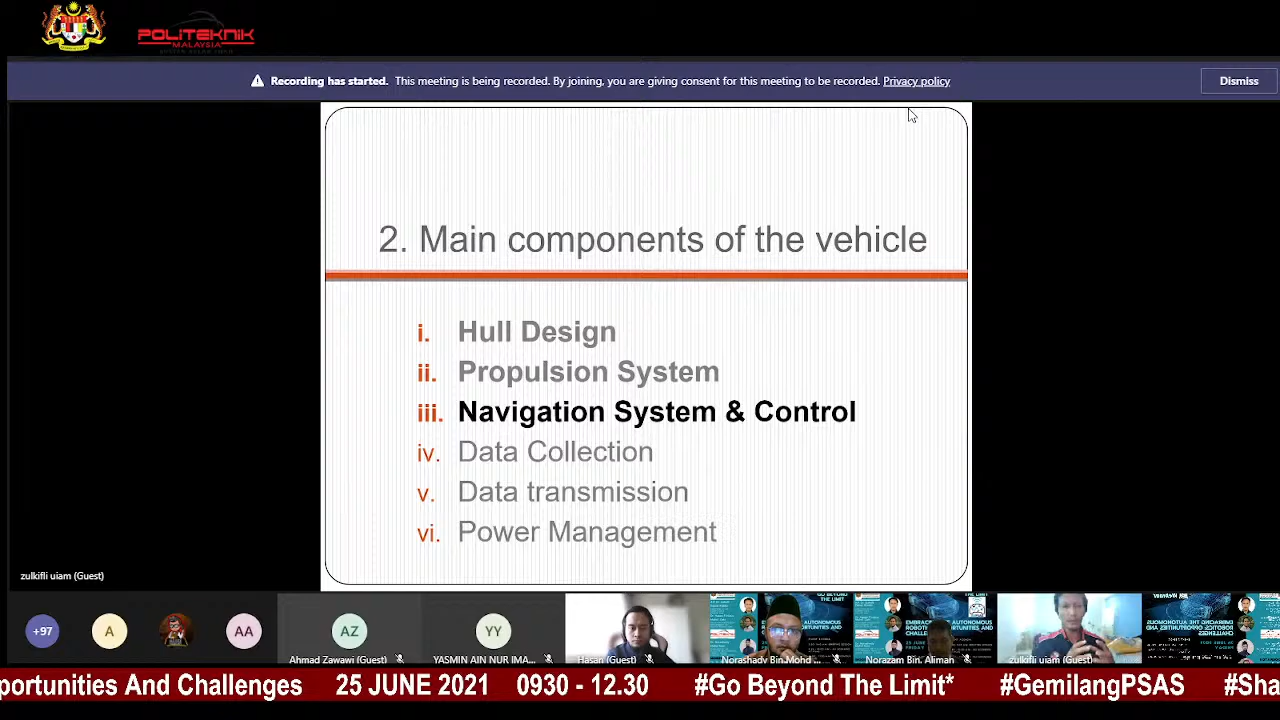 POLITEKNIK
MALAYSIA
Recording has started. This meeting is being recorded. By joining, you are giving consent for this meeting to be recorded. Privacy policy
Dismiss
2. Main components of the vehicle
i. Hull Design
ii. Propulsion System
iii. Navigation System & Control
iv. Data Collection
v. Data transmission
vi. Power Management
zulkifli uiam (Guest)
+97
A
AA
AZ
YY
Ahmad Zawawi (Guest)
YASMIN AIN NUR IMA...
Hasan (Guest)
Norashady Bin Mohd ...
Norazam Bin. Aliman
zulkifli uiam (Guest)
portunities And Challenges 25 JUNE 2021 0930 - 12.30 #Go Beyond The Limit* #GemilangPSAS #Sha